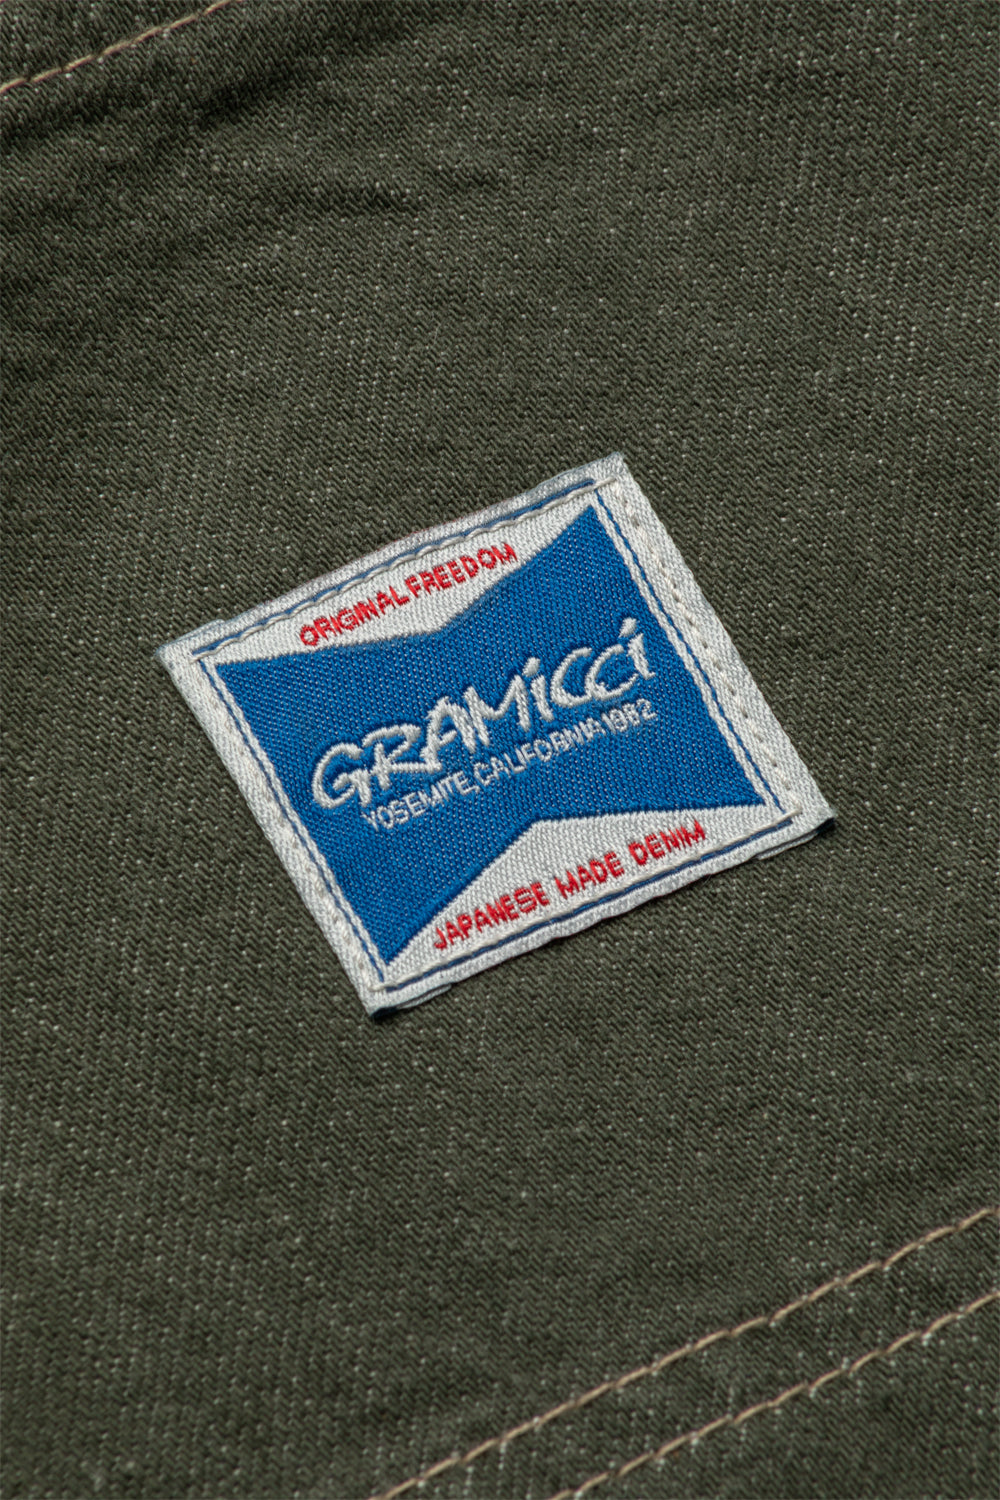 ORIGINAL FREEDOM
GRAMiCCi
YOSEMITE, CALIFORNIA 1982
JAPANESE MADE DENIM